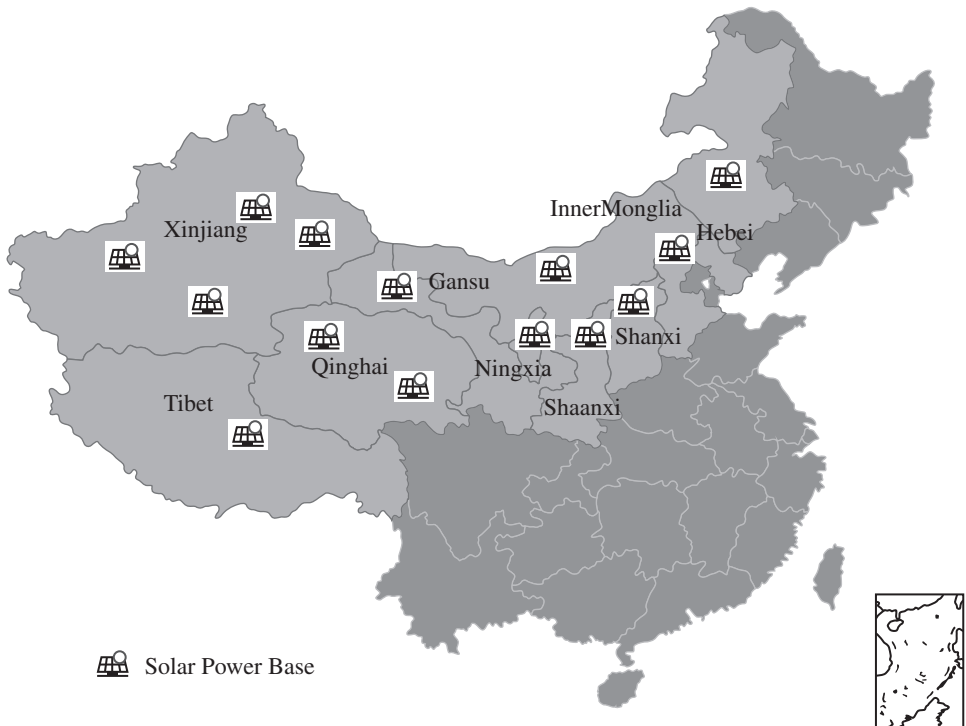 InnerMonglia
Xinjiang
Hebei
Gansu
Shanxi
Qinghai
Ningxia
Tibet
Shaanxi
Solar Power Base